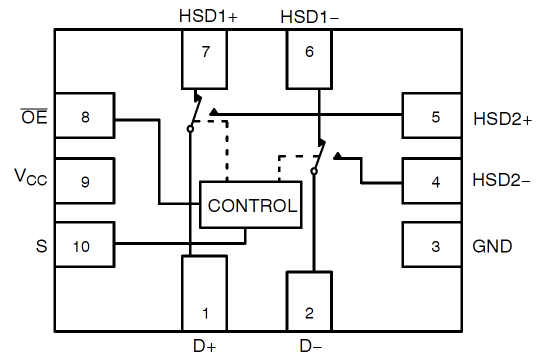 HSD1+ HSD1–
7 6
OE 8 5 HSD2+
VCC 9 4 HSD2–
CONTROL
S 10 3 GND
1 2
D+ D–